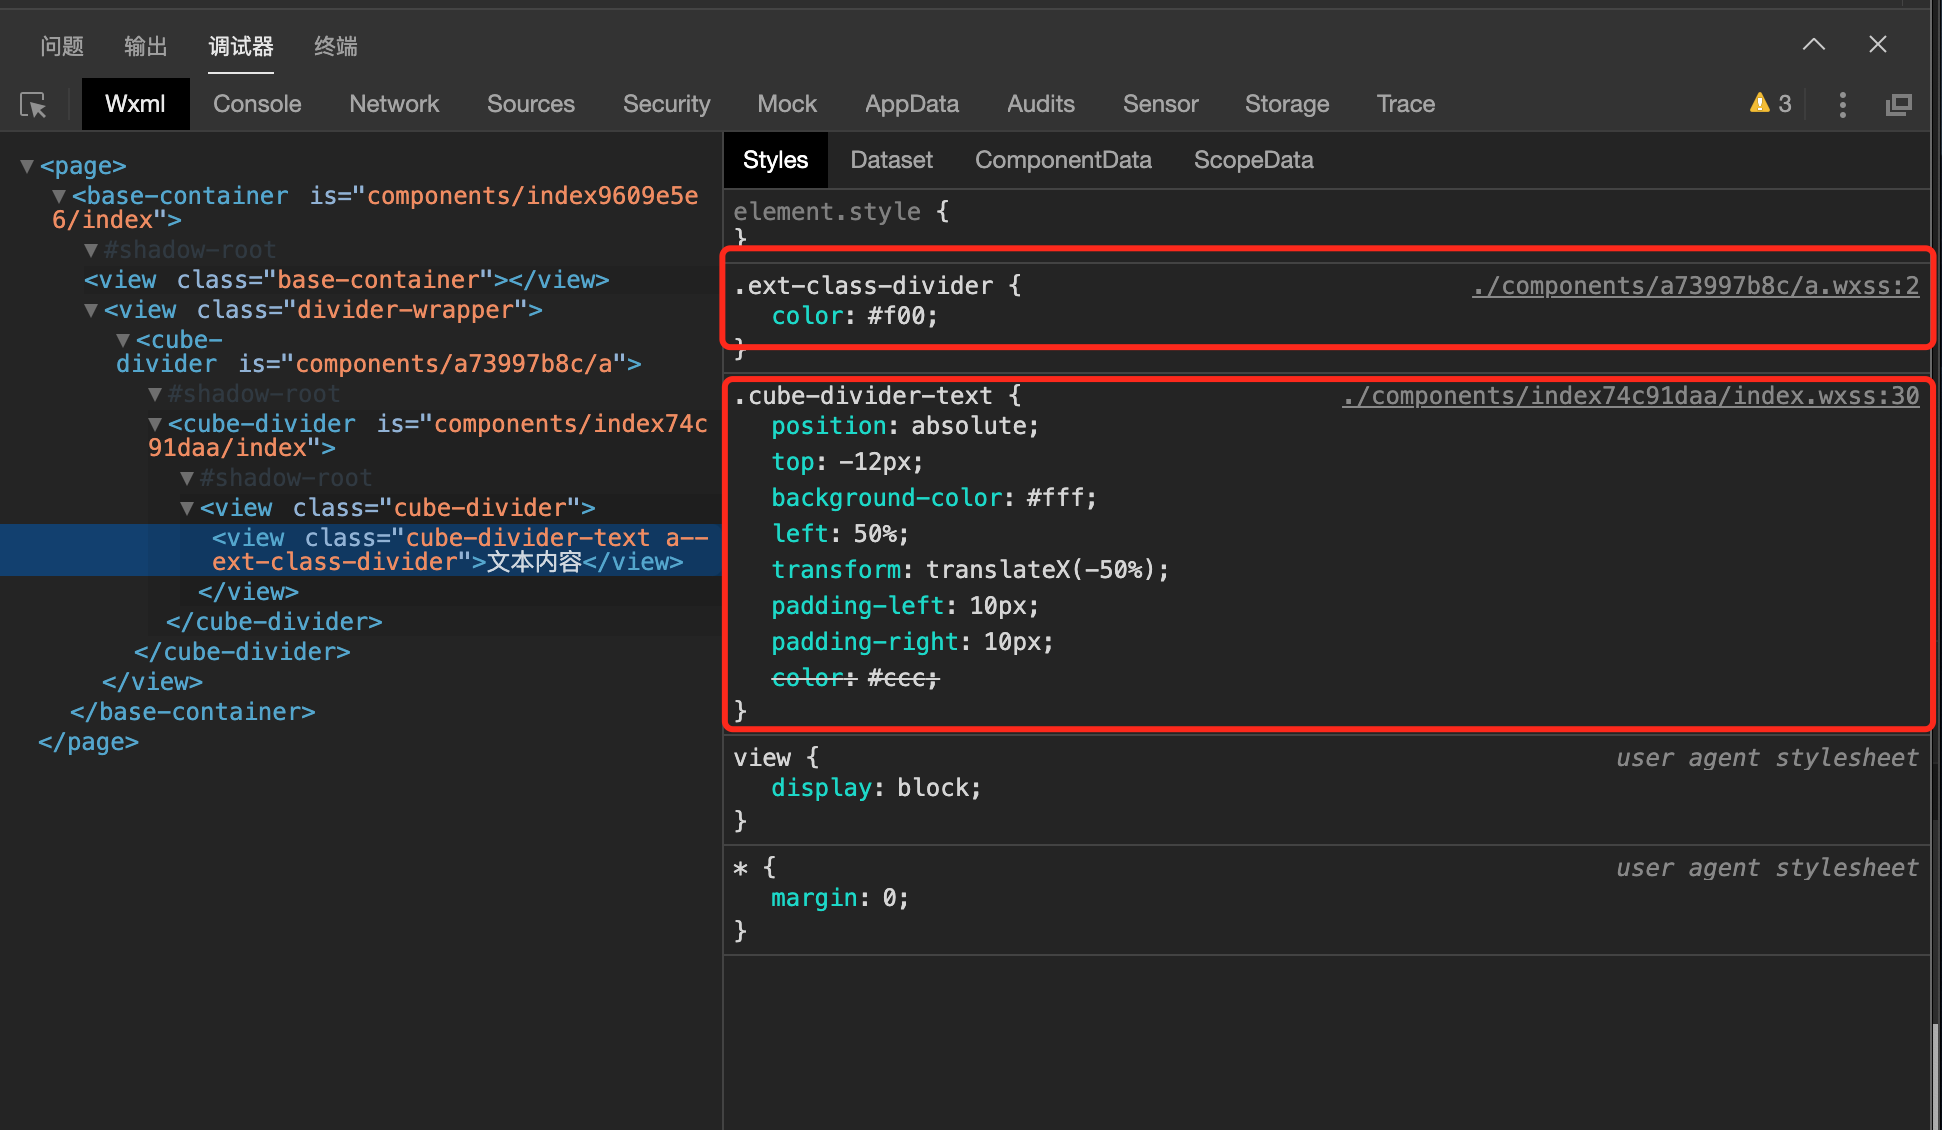 问题 输出 调试器 终端
Wxml Console Network Sources Security Mock AppData Audits Sensor Storage Trace 3
<page>
<base-container is="components/index9609e5e
6/index">
#shadow-root
<view class="base-container"></view>
<view class="divider-wrapper">
<cube-
divider is="components/a73997b8c/a">
#shadow-root
<cube-divider is="components/index74c
91daa/index">
#shadow-root
<view class="cube-divider">
<view class="cube-divider-text a--
ext-class-divider">文本内容</view>
</view>
</cube-divider>
</cube-divider>
</view>
</base-container>
</page>
Styles Dataset ComponentData ScopeData
element.style {
}
.ext-class-divider { ./components/a73997b8c/a.wxss:2
color: #f00;
}
.cube-divider-text { ./components/index74c91daa/index.wxss:30
position: absolute;
top: -12px;
background-color: #fff;
left: 50%;
transform: translateX(-50%);
padding-left: 10px;
padding-right: 10px;
color: #ccc;
}
view { user agent stylesheet
display: block;
}
* { user agent stylesheet
margin: 0;
}